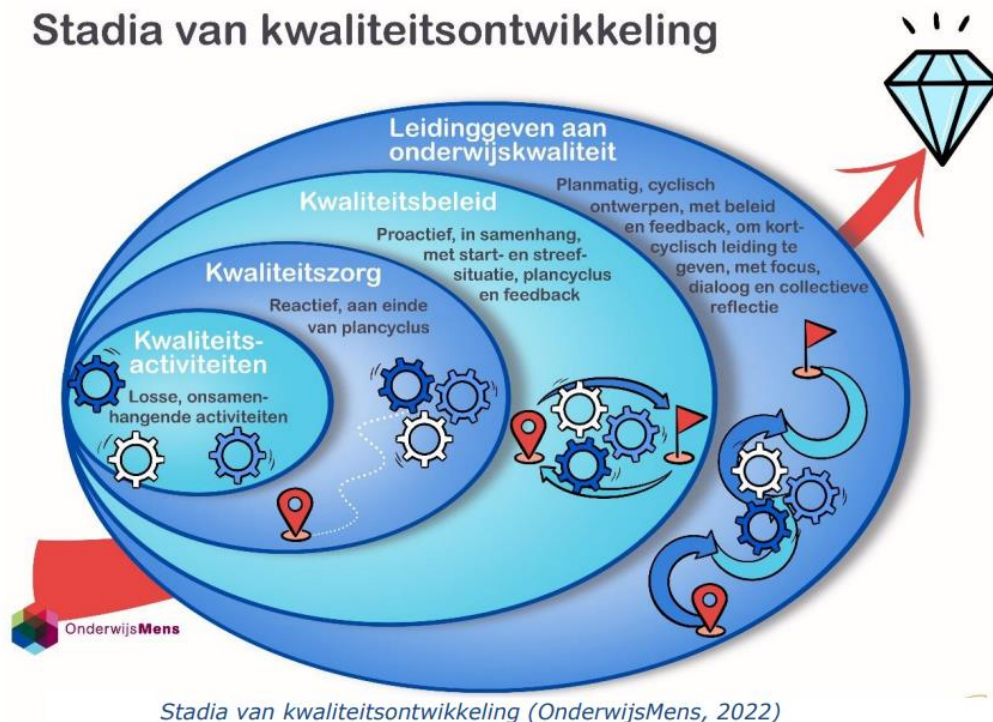 Stadia van kwaliteitsontwikkeling
Leidinggeven aan
onderwijskwaliteit
Planmatig, cyclisch
ontwerpen, met beleid
en feedback, om kort-
cyclisch leiding te
geven, met focus,
dialoog en collectieve
reflectie
Kwaliteitsbeleid
Proactief, in samenhang,
met start- en streef-
situatie, plancyclus
en feedback
Kwaliteitszorg
Reactief, aan einde
van plancyclus
Kwaliteits-
activiteiten
Losse, onsamen-
hangende activiteiten
OnderwijsMens
Stadia van kwaliteitsontwikkeling (OnderwijsMens, 2022)